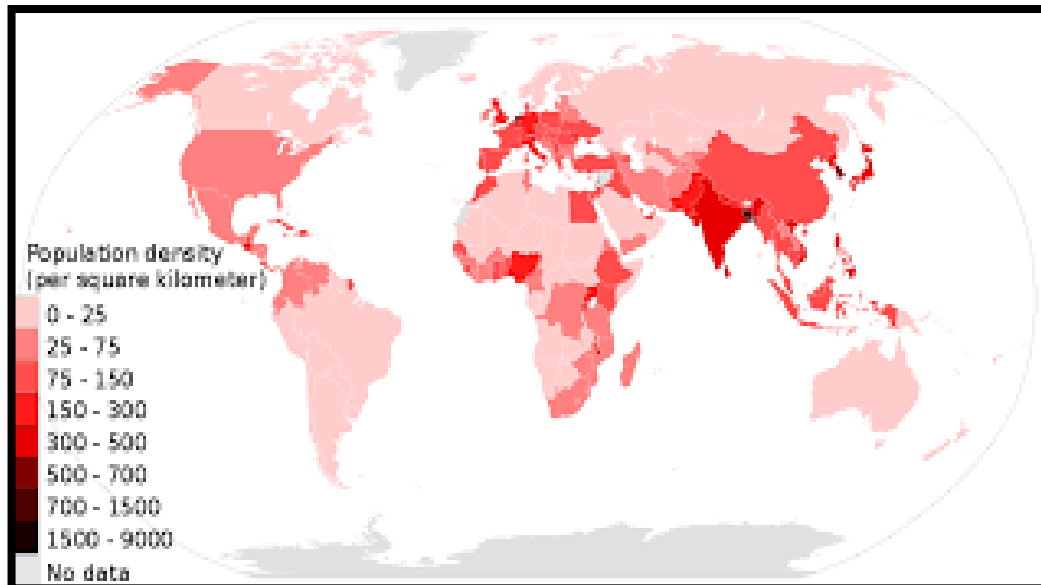 Population density
(per square kilometer)
0 - 25
25 - 75
75 - 150
150 - 300
300 - 500
500 - 700
700 - 1500
1500 - 9000
No data